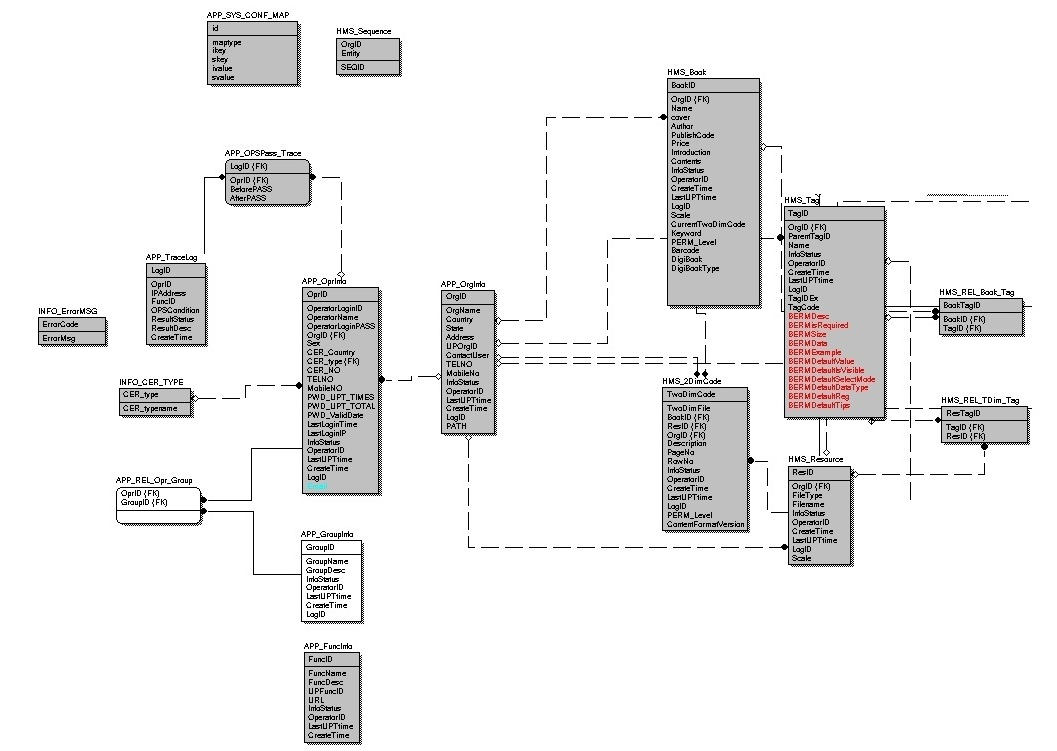 APP_SYS_CONF_MAP
id
maptype
ikey
skey
ivalue
svalue
HMS_Sequence
OrgID
Entity
SEQID
APP_OPSPass_Trace
LogID (FK)
OprID (FK)
BeforePASS
AfterPASS
APP_TraceLog
LogID
OprID
IPAddress
FuncID
OPSCondition
ResultStatus
ResultDesc
CreateTime
INFO_ErrorMSG
ErrorCode
ErrorMsg
INFO_CER_TYPE
CER_type
CER_typename
APP_REL_Opr_Group
OprID (FK)
GroupID (FK)
APP_OprInfo
OprID
OperatorLoginID
OperatorName
OperatorLoginPASS
OrgID (FK)
Sex
CER_Country
CER_type (FK)
CER_NO
TELNO
MobileNO
PWD_UPT_TIMES
PWD_UPT_TOTAL
PWD_ValidDate
LastLoginTime
LastLoginIP
InfoStatus
OperatorID
LastUPTtime
CreateTime
LogID
APP_GroupInfo
GroupID
GroupName
GroupDesc
InfoStatus
OperatorID
LastUPTtime
CreateTime
LogID
APP_FuncInfo
FuncID
FuncName
FuncDesc
UPFuncID
URL
InfoStatus
OperatorID
LastUPTtime
CreateTime
APP_OrgInfo
OrgID
OrgName
Country
State
Address
UPOrgID
ContactUser
TELNO
MobileNo
InfoStatus
OperatorID
LastUPTtime
CreateTime
LogID
PATH
HMS_Book
BookID
OrgID (FK)
Name
cover
Author
PublishCode
Price
Introduction
Contents
InfoStatus
OperatorID
CreateTime
LastUPTtime
LogID
Scale
CurrentTwoDimCode
Keyword
PERM_Level
Barcode
DigiBook
DigiBookType
HMS_2DimCode
TwoDimCode
TwoDimFile
BookID (FK)
ResID (FK)
OrgID (FK)
Description
PageNo
RowNo
InfoStatus
OperatorID
CreateTime
LastUPTtime
LogID
PERM_Level
ContentFormatVersion
HMS_Tag
TagID
OrgID (FK)
ParentTagID
Name
InfoStatus
OperatorID
CreateTime
LastUPTtime
LogID
TagIDEx
TagCode
BERMDesc
BERMisRequired
BERMSize
BERMData
BERMExample
BERMDefaultValue
BERMDefaultIsVisible
BERMDefaultSelectMode
BERMDefaultDataType
BERMDefaultReg
BERMDefaultTips
HMS_Resource
ResID
OrgID (FK)
FileType
Filename
InfoStatus
OperatorID
CreateTime
LastUPTtime
LogID
Scale
HMS_REL_Book_Tag
BookTagID
BookID (FK)
TagID (FK)
HMS_REL_TDim_Tag
ResTagID
TagID (FK)
ResID (FK)